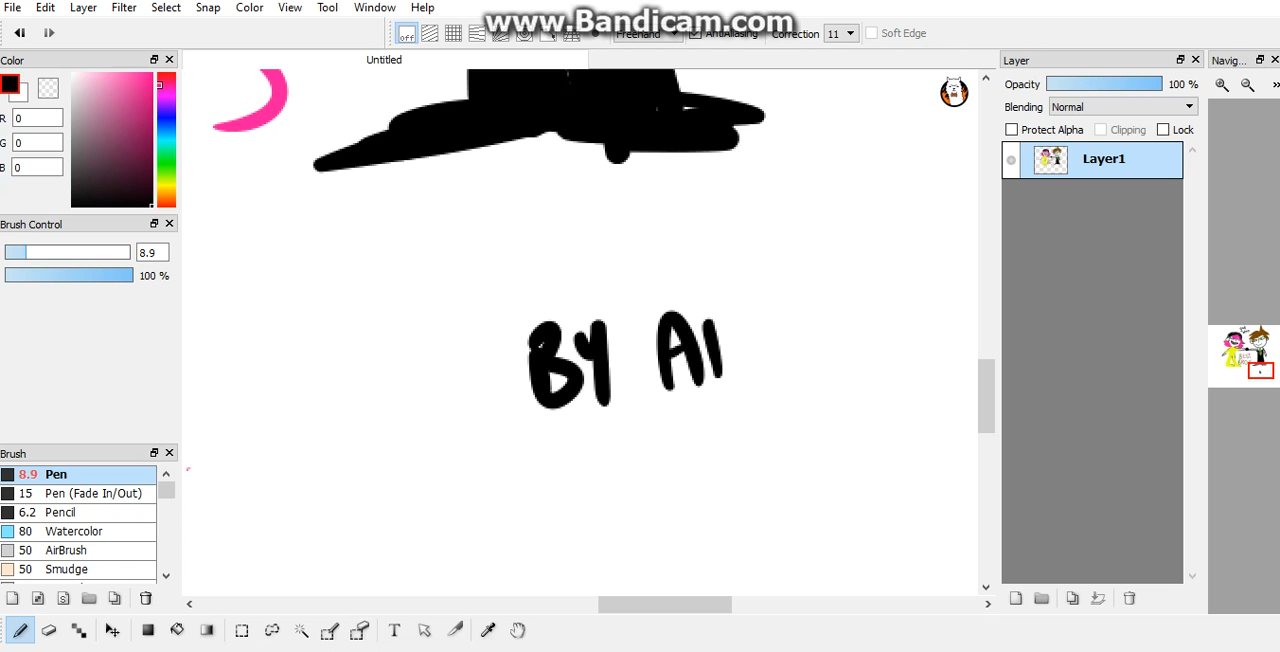 File Edit Layer Filter Select Snap Color View Tool Window Help
www.Bandicam.com
off Freehand AntiAliasing Correction 11 Soft Edge
Color
Untitled
Layer
Navig...
R 0
G 0
B 0
Opacity 100 %
Blending Normal
Protect Alpha Clipping Lock
Layer1
Brush Control
8.9
100 %
BY AI
Brush
8.9 Pen
15 Pen (Fade In/Out)
6.2 Pencil
80 Watercolor
50 AirBrush
50 Smudge